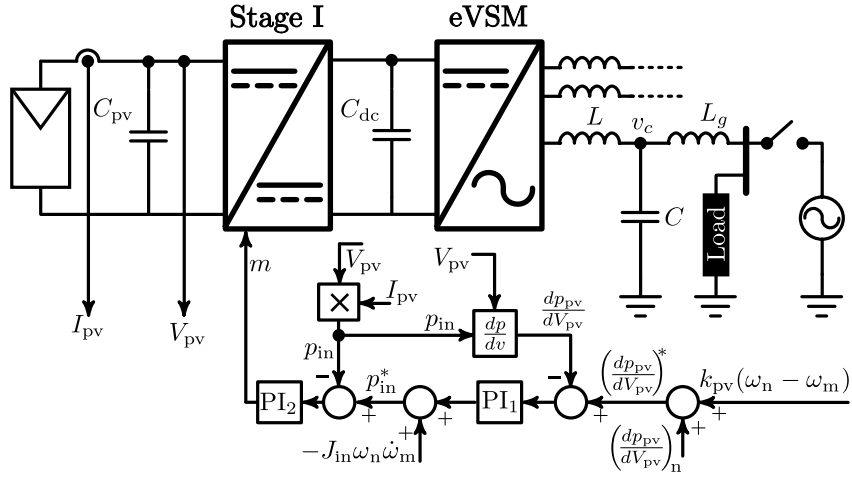 Stage I
eVSM
C_pv
C_dc
L
v_c
L_g
C
Load
m
I_pv
V_pv
V_pv
I_pv
×
p_in
p_in
V_pv
dp/dv
dp_pv/dV_pv
PI_2
p*_in
PI_1
(dp_pv/dV_pv)*
k_pv(ω_n − ω_m)
− + + + − + + +
−J_in ω_n ω̇_m
(dp_pv/dV_pv)_n